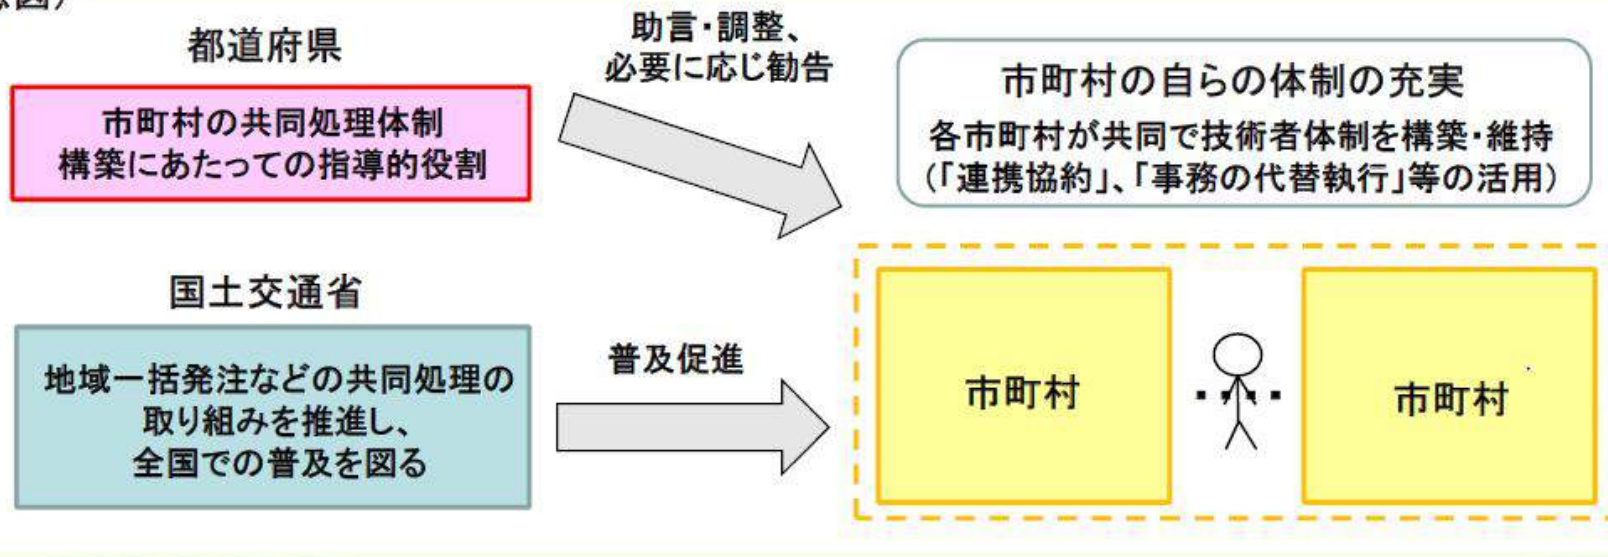 都道府県
市町村の共同処理体制
構築にあたっての指導的役割
助言・調整、
必要に応じ勧告
市町村の自らの体制の充実
各市町村が共同で技術者体制を構築・維持
(「連携協約」、「事務の代替執行」等の活用)
国土交通省
地域一括発注などの共同処理の
取り組みを推進し、
全国での普及を図る
普及促進
市町村
市町村